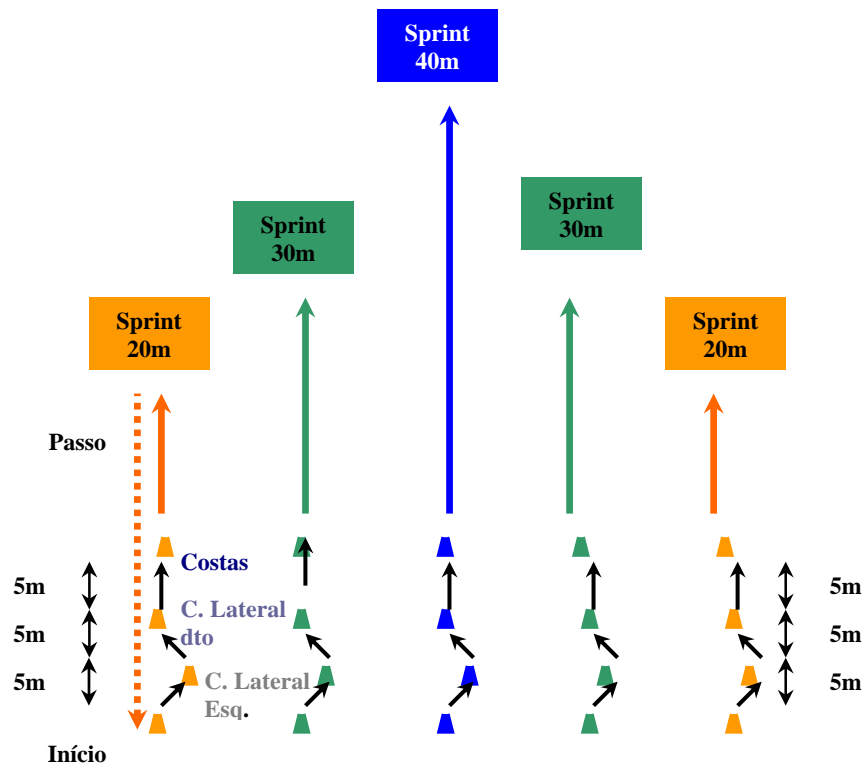 Sprint
40m
Sprint
30m
Sprint
30m
Sprint
20m
Sprint
20m
Passo
Costas
5m
5m
C. Lateral
dto
5m
5m
5m
C. Lateral
Esq.
5m
Início